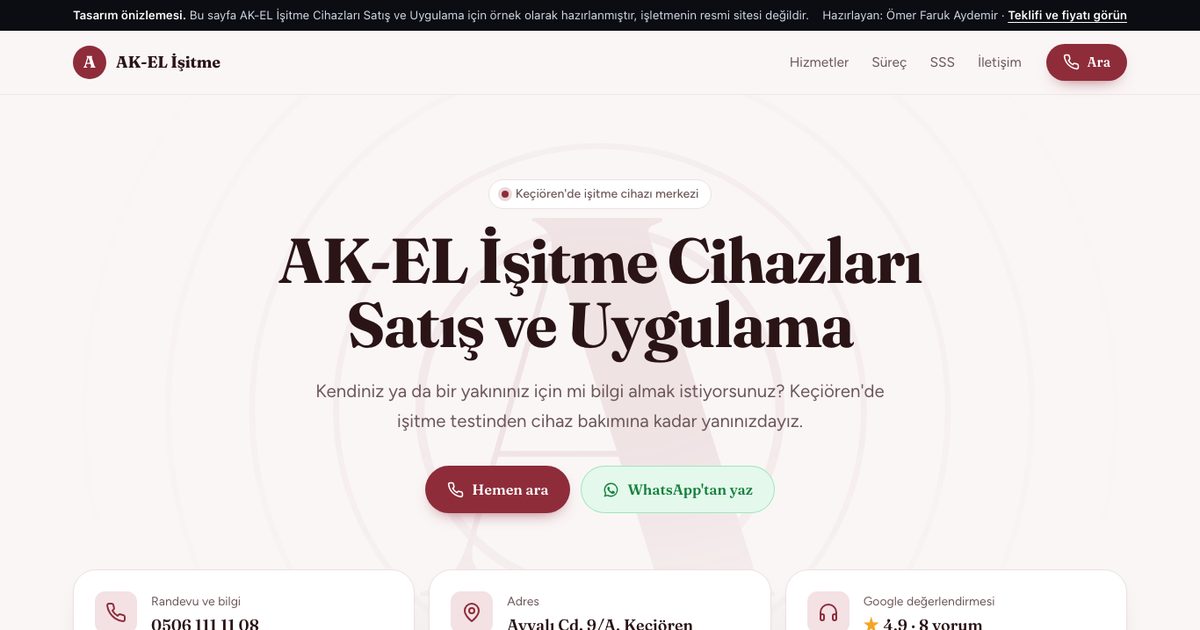 Tasarım önizlemesi. Bu sayfa AK-EL İşitme Cihazları Satış ve Uygulama için örnek olarak hazırlanmıştır, işletmenin resmi sitesi değildir. Hazırlayan: Ömer Faruk Aydemir · Teklifi ve fiyatı görün
A AK-EL İşitme Hizmetler Süreç SSS İletişim Ara
Keçiören'de işitme cihazı merkezi
AK-EL İşitme Cihazları
Satış ve Uygulama
Kendiniz ya da bir yakınınız için mi bilgi almak istiyorsunuz? Keçiören'de
işitme testinden cihaz bakımına kadar yanınızdayız.
Hemen ara WhatsApp'tan yaz
Randevu ve bilgi
0506 111 11 08
Adres
Ayvalı Cd. 9/A, Keçiören
Google değerlendirmesi
4,9 · 8 yorum